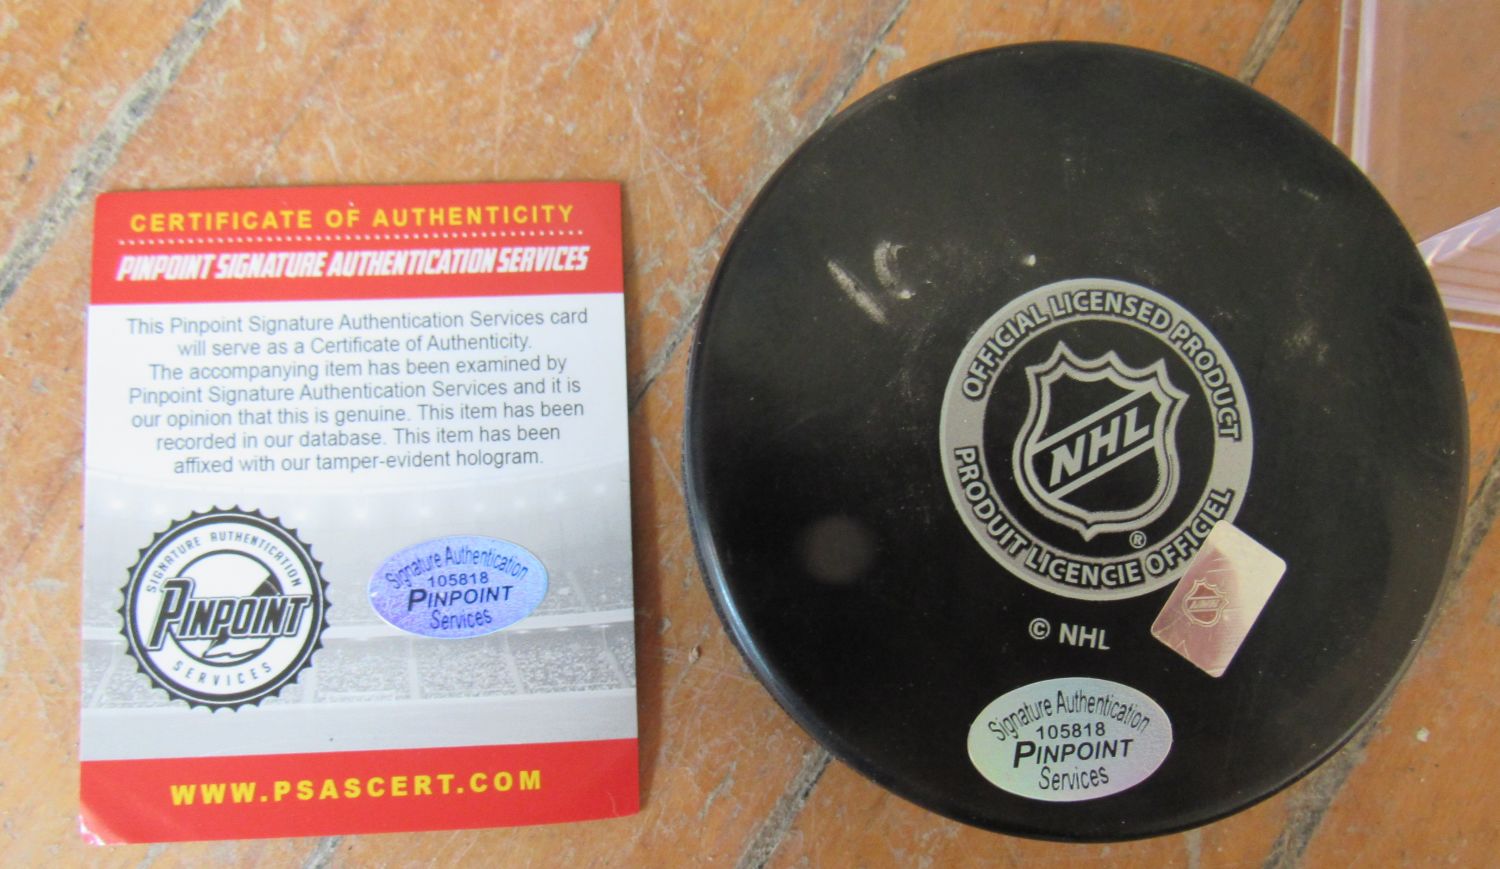 CERTIFICATE OF AUTHENTICITY
PINPOINT SIGNATURE AUTHENTICATION SERVICES
This Pinpoint Signature Authentication Services card
will serve as a Certificate of Authenticity.
The accompanying item has been examined by
Pinpoint Signature Authentication Services and it is
our opinion that this is genuine. This item has been
recorded in our database. This item has been
affixed with our tamper-evident hologram.
SIGNATURE AUTHENTICATION
PINPOINT
SERVICES
Signature Authentication
105818
PINPOINT
Services
WWW.PSASCERT.COM
OFFICIAL LICENSED PRODUCT
NHL
PRODUIT LICENCIE OFFICIEL
®
© NHL
Signature Authentication
105818
PINPOINT
Services